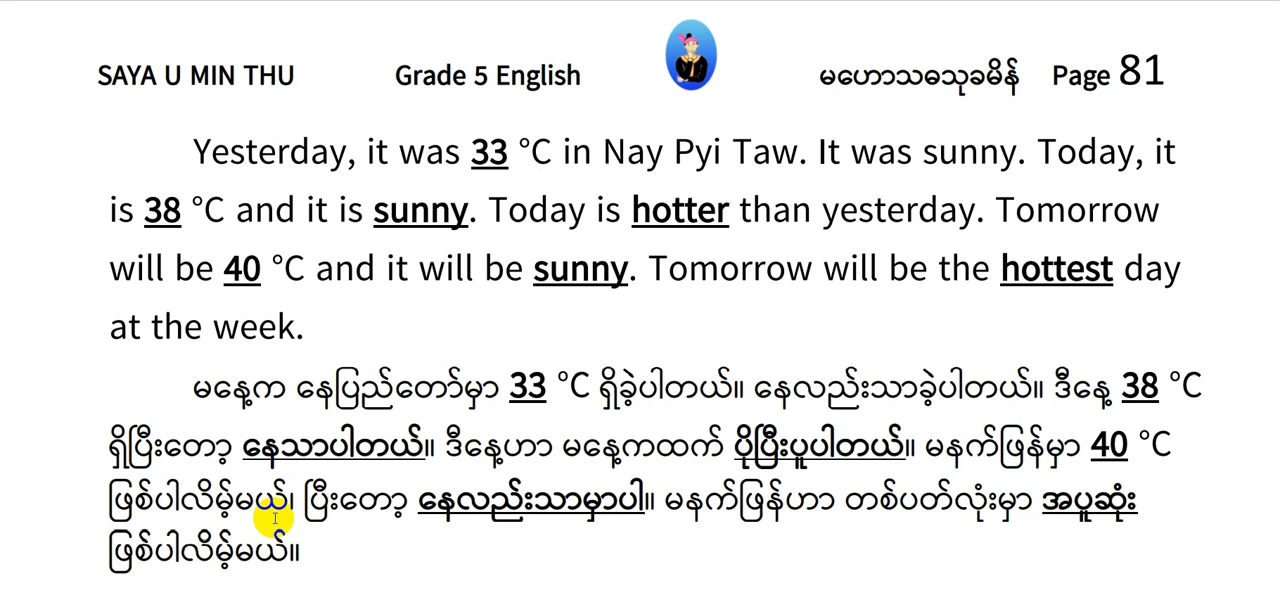 SAYA U MIN THU Grade 5 English မဟောသဓသုခမိန် Page 81
Yesterday, it was 33 °C in Nay Pyi Taw. It was sunny. Today, it
is 38 °C and it is sunny. Today is hotter than yesterday. Tomorrow
will be 40 °C and it will be sunny. Tomorrow will be the hottest day
at the week.
မနေ့က နေပြည်တော်မှာ 33 °C ရှိခဲ့ပါတယ်။ နေလည်းသာခဲ့ပါတယ်။ ဒီနေ့ 38 °C
ရှိပြီးတော့ နေသာပါတယ်။ ဒီနေ့ဟာ မနေ့ကထက် ပိုပြီးပူပါတယ်။ မနက်ဖြန်မှာ 40 °C
ဖြစ်ပါလိမ့်မယ်၊ ပြီးတော့ နေလည်းသာမှာပါ။ မနက်ဖြန်ဟာ တစ်ပတ်လုံးမှာ အပူဆုံး
ဖြစ်ပါလိမ့်မယ်။